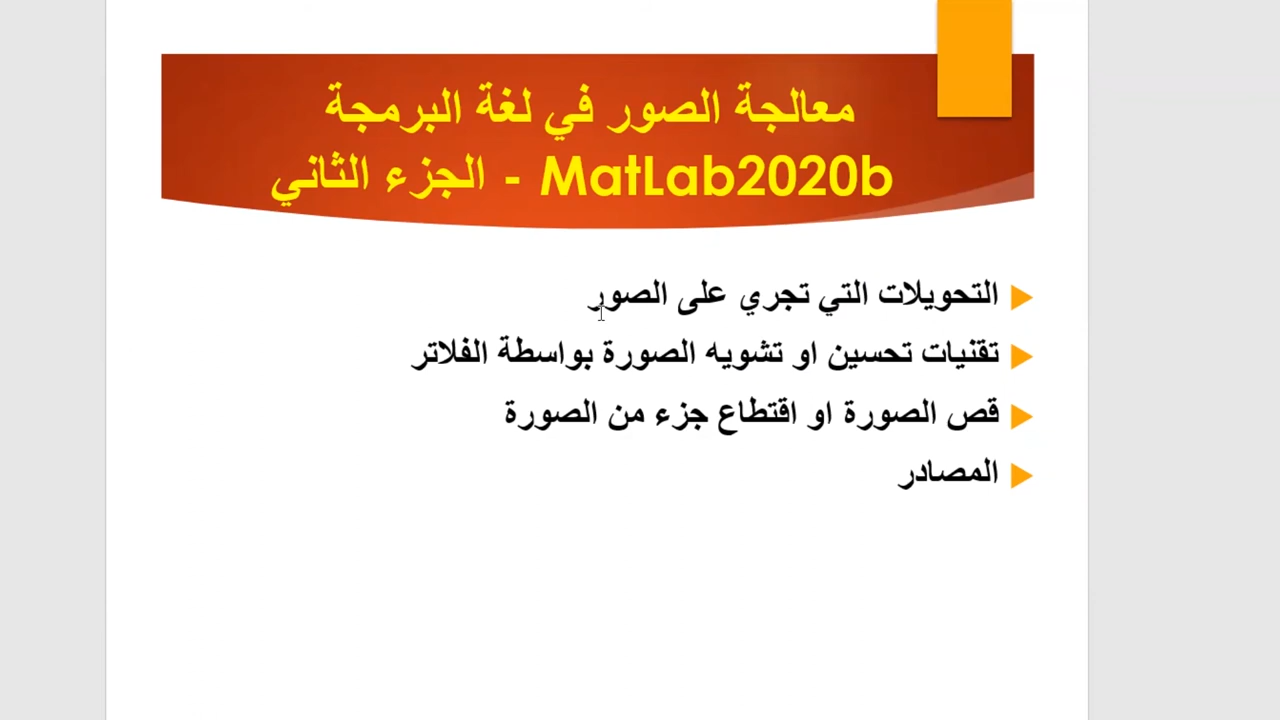 معالجة الصور في لغة البرمجة
MatLab2020b - الجزء الثاني
التحويلات التي تجري على الصور
تقنيات تحسين او تشويه الصورة بواسطة الفلاتر
قص الصورة او اقتطاع جزء من الصورة
المصادر